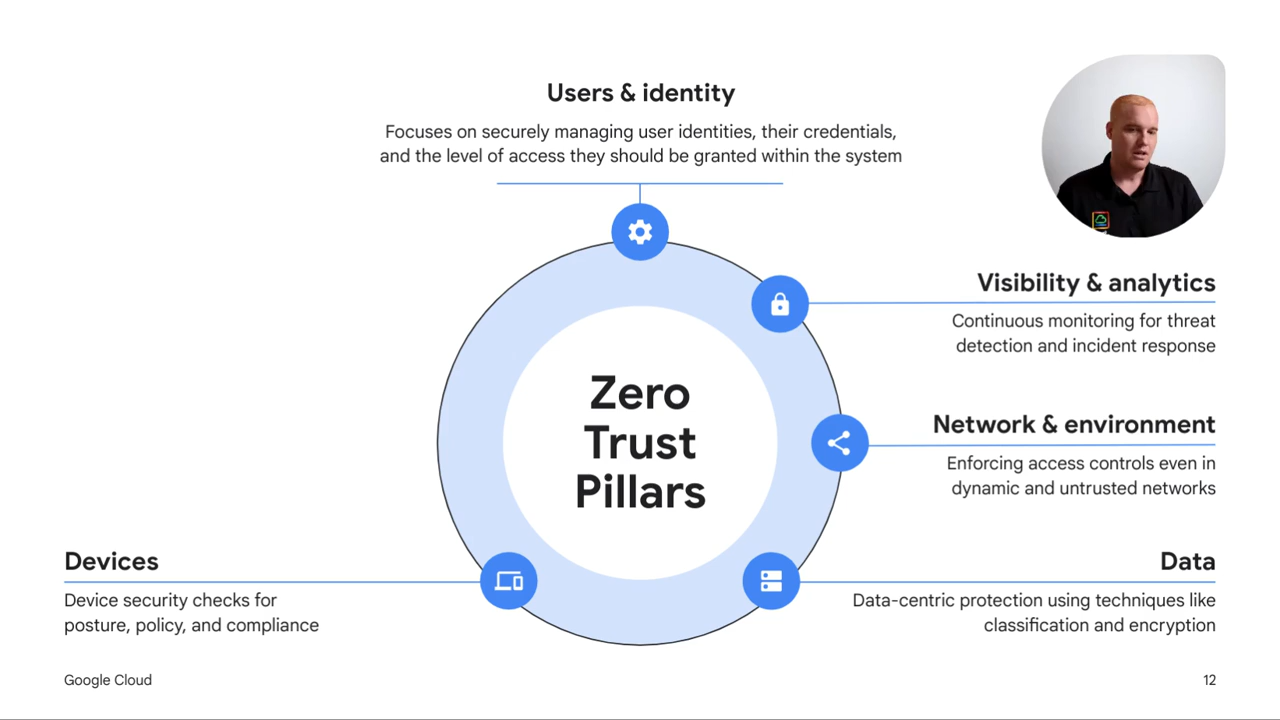 Users & identity
Focuses on securely managing user identities, their credentials,
and the level of access they should be granted within the system
Visibility & analytics
Continuous monitoring for threat
detection and incident response
Zero
Trust
Pillars
Network & environment
Enforcing access controls even in
dynamic and untrusted networks
Devices
Device security checks for
posture, policy, and compliance
Data
Data-centric protection using techniques like
classification and encryption
Google Cloud
12